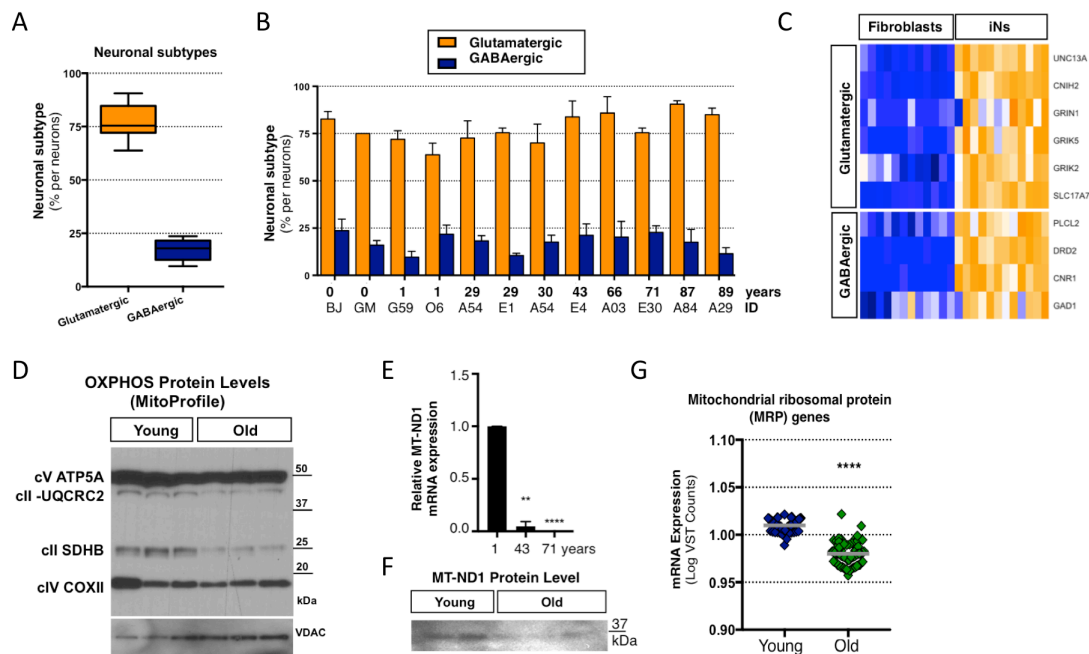 A
Neuronal subtypes
Neuronal subtype
(% per neurons)
100
75
50
25
0
Glutamatergic
GABAergic
B
Glutamatergic
GABAergic
Neuronal subtype
(% per neurons)
100
75
50
25
0
0 0 1 1 29 29 30 43 66 71 87 89 years
BJ GM G59 O6 A54 E1 A54 E4 A03 E30 A84 A29 ID
C
Fibroblasts iNs
Glutamatergic
UNC13A
CNIH2
GRIN1
GRIK5
GRIK2
SLC17A7
GABAergic
PLCL2
DRD2
CNR1
GAD1
D
OXPHOS Protein Levels
(MitoProfile)
Young Old
cV ATP5A
cII -UQCRC2
cII SDHB
cIV COXII
50
37
25
20
kDa
VDAC
E
Relative MT-ND1
mRNA expression
1.5
1.0
0.5
0.0
**
****
1 43 71 years
F
MT-ND1 Protein Level
Young Old
37
kDa
G
Mitochondrial ribosomal protein
(MRP) genes
mRNA Expression
(Log VST Counts)
1.10
1.05
1.00
0.95
0.90
****
Young Old